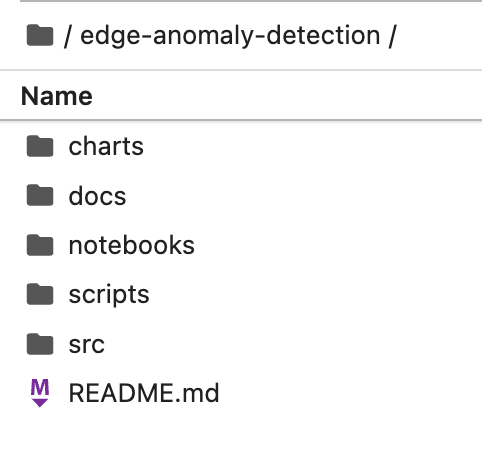 / edge-anomaly-detection /
Name
charts
docs
notebooks
scripts
src
M README.md